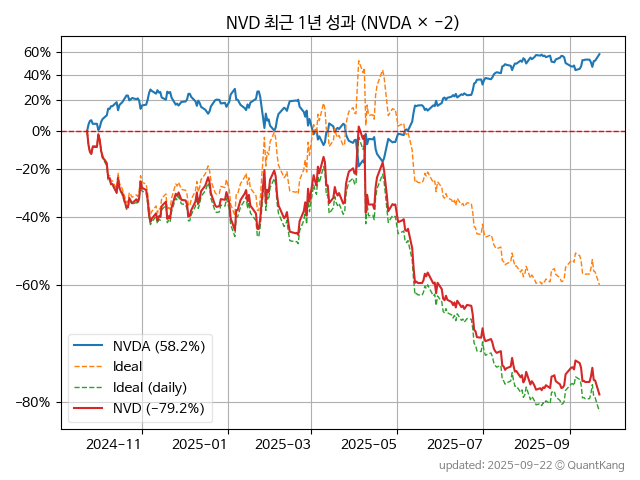 NVD 최근 1년 성과 (NVDA × −2)
60%
40%
20%
0%
−20%
−40%
−60%
−80%
NVDA (58.2%)
Ideal
Ideal (daily)
NVD (−79.2%)
2024-11
2025-01
2025-03
2025-05
2025-07
2025-09
updated: 2025-09-22 © QuantKang